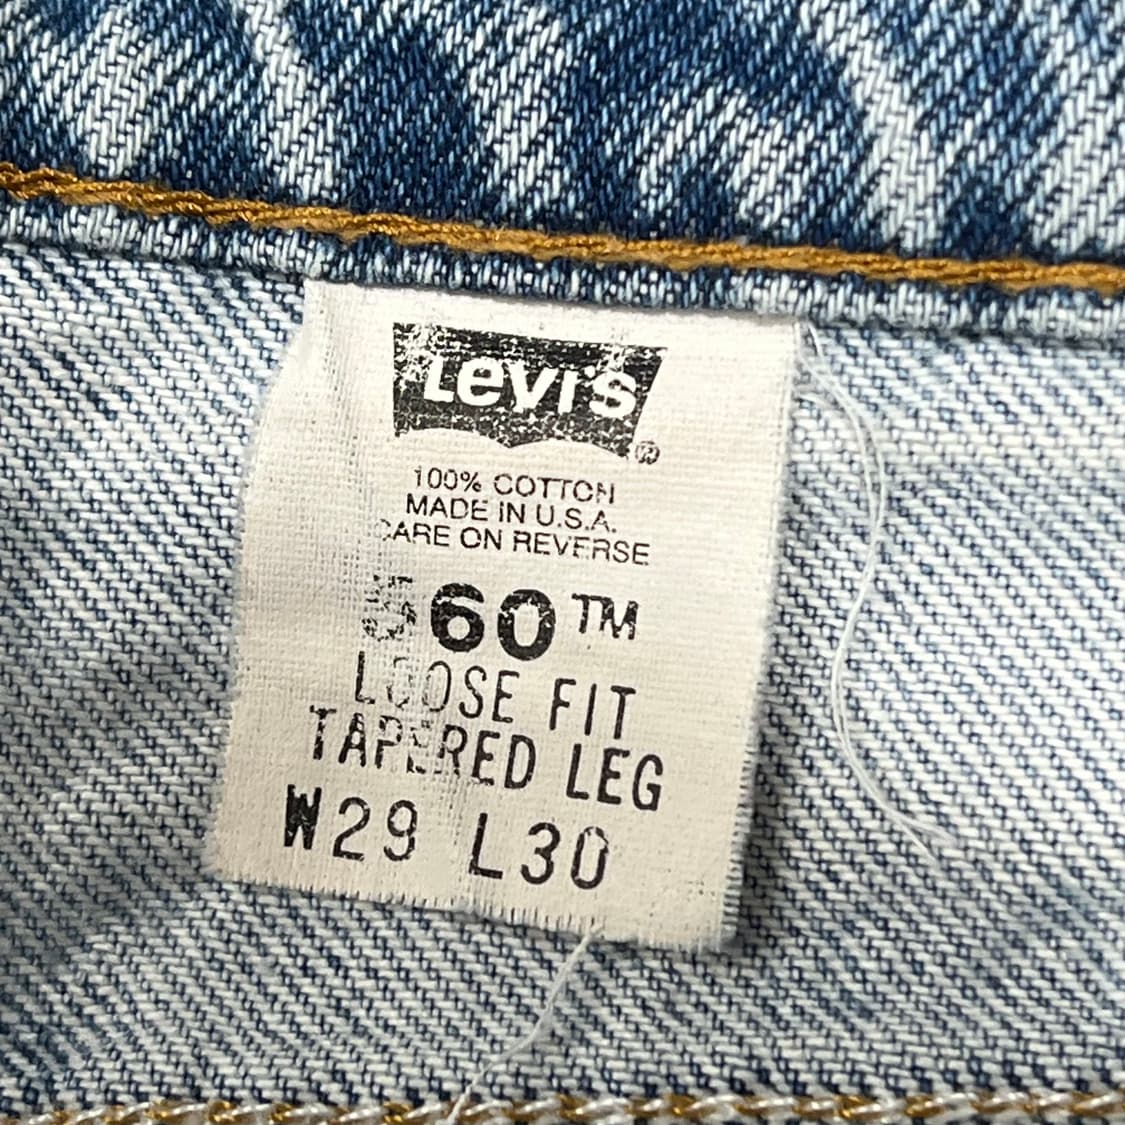 Levi's®
100% COTTON
MADE IN U.S.A.
CARE ON REVERSE
560™
LOOSE FIT
TAPERED LEG
W29 L30